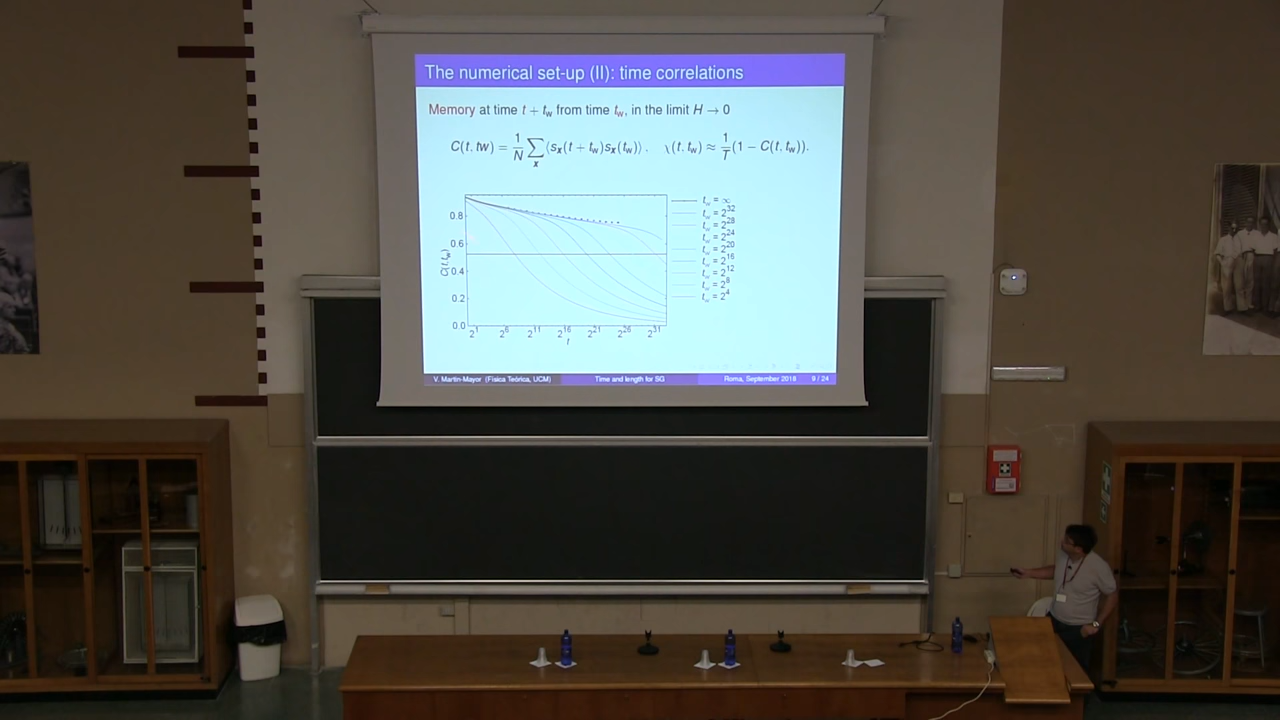 The numerical set-up (II): time correlations
Memory at time t + t_w from time t_w, in the limit H → 0
C(t, tw) = 1/N ∑_x ⟨s_x(t + t_w)s_x(t_w)⟩ , χ(t, t_w) ≈ 1/T (1 − C(t, t_w)).
C(t,t_w)
0.8
0.6
0.4
0.2
0.0
2^1 2^6 2^11 2^16 2^21 2^26 2^31
t
t_w = ∞
t_w = 2^32
t_w = 2^28
t_w = 2^24
t_w = 2^20
t_w = 2^16
t_w = 2^12
t_w = 2^8
t_w = 2^4
V. Martin-Mayor (Física Teórica, UCM) Time and length for SG Roma, September 2018 9 / 24